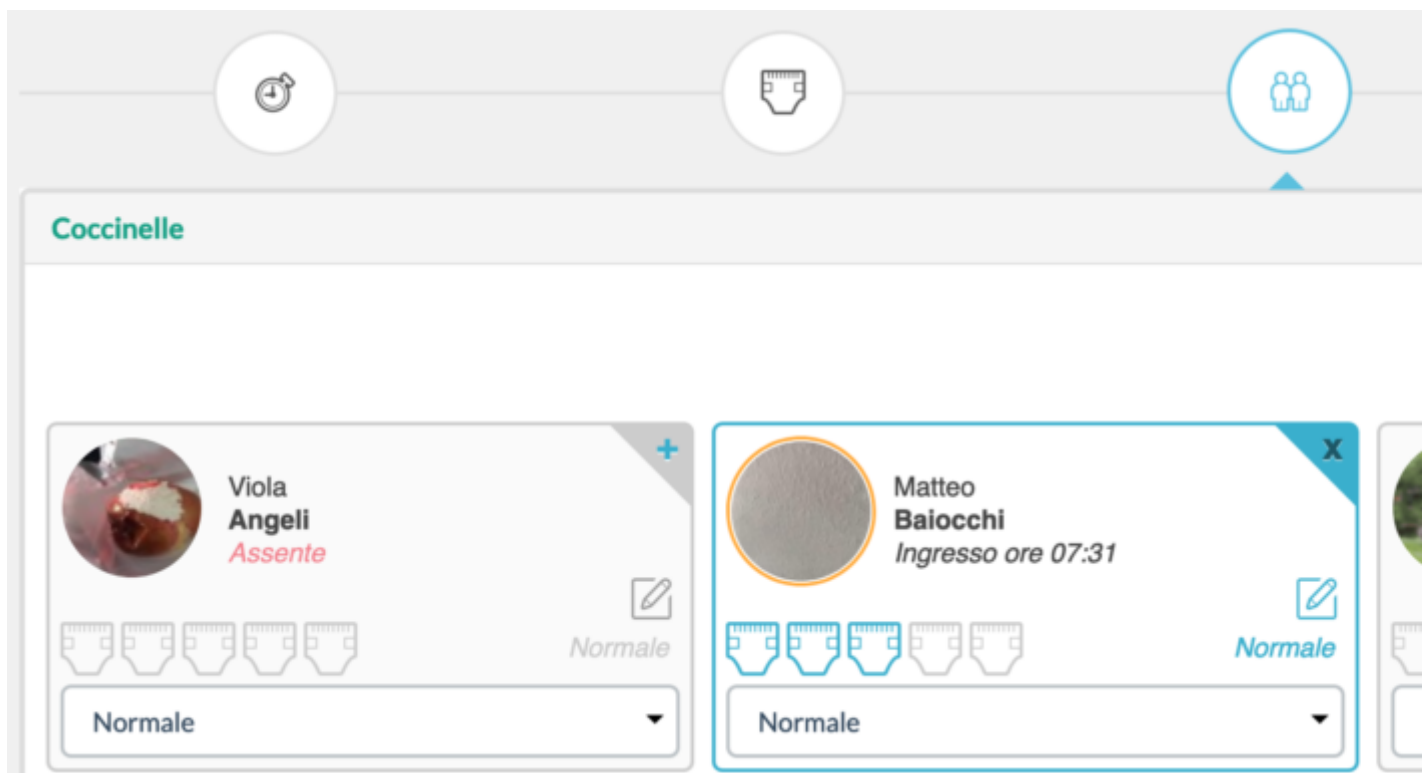 Coccinelle
Viola
Angeli
Assente
Normale
Normale
+
Matteo
Baiocchi
Ingresso ore 07:31
Normale
Normale
X